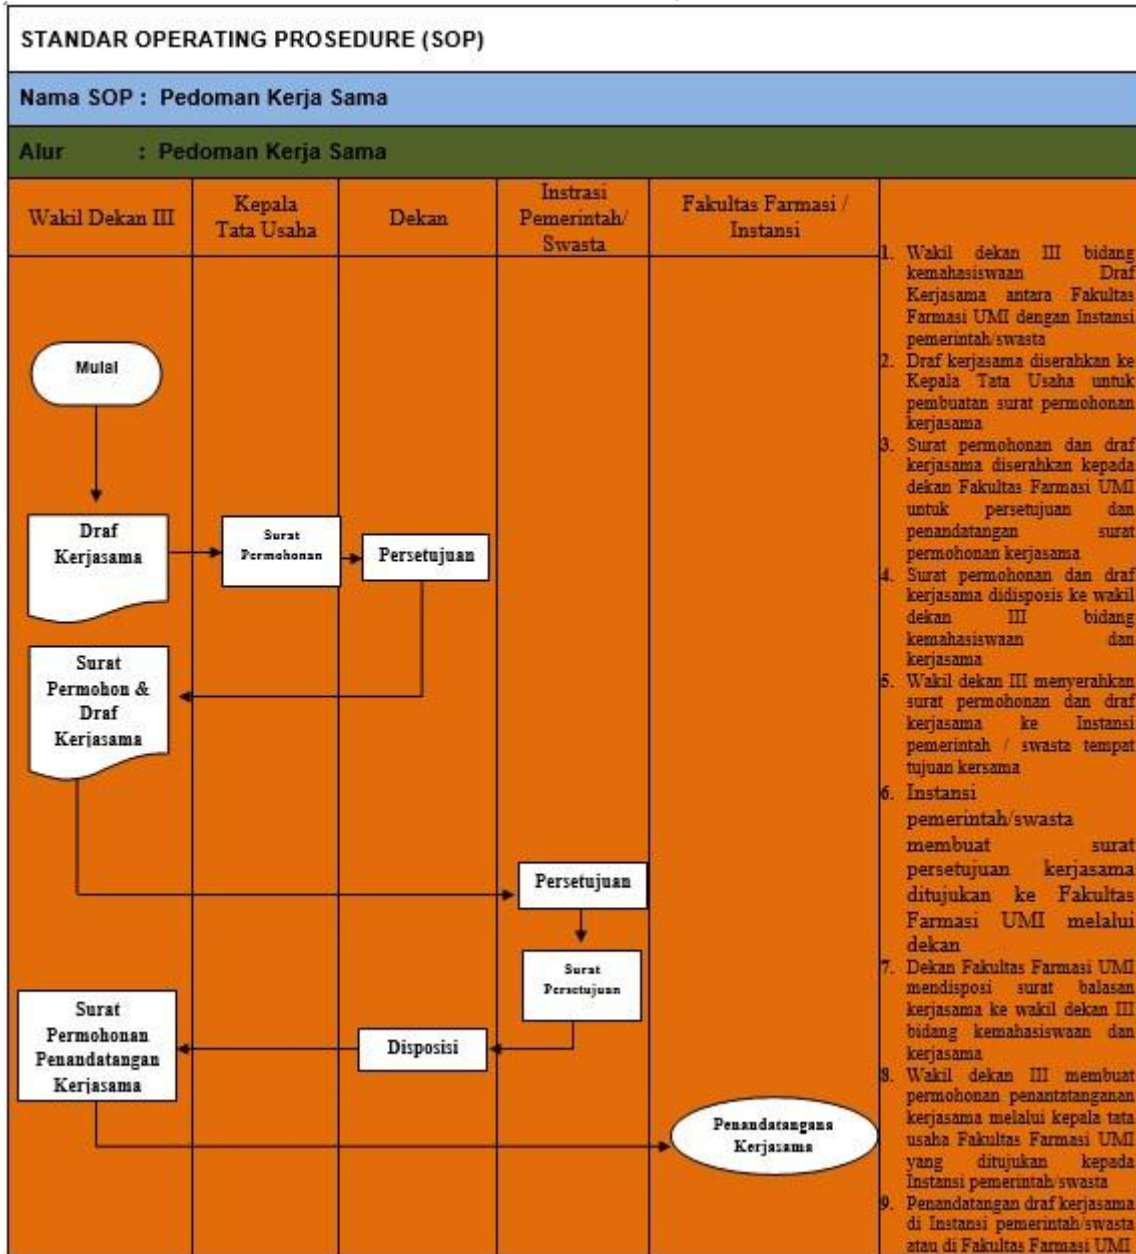 STANDAR OPERATING PROSEDURE (SOP)
Nama SOP : Pedoman Kerja Sama
Alur : Pedoman Kerja Sama
Wakil Dekan III
Kepala
Tata Usaha
Dekan
Instrasi
Pemerintah/
Swasta
Fakultas Farmasi /
Instansi
Mulai
Draf
Kerjasama
Surat
Permohonan
Persetujuan
Surat
Permohon &
Draf
Kerjasama
Persetujuan
Surat
Persetujuan
Surat
Permohonan
Penandatangan
Kerjasama
Disposisi
Penandatangana
Kerjasama
1. Wakil dekan III bidang
kemahasiswaan Draf
Kerjasama antara Fakultas
Farmasi UMI dengan Instansi
pemerintah/swasta
2. Draf kerjasama diserahkan ke
Kepala Tata Usaha untuk
pembuatan surat permohonan
kerjasama
3. Surat permohonan dan draf
kerjasama diserahkan kepada
dekan Fakultas Farmasi UMI
untuk persetujuan dan
penandatangan surat
permohonan kerjasama
4. Surat permohonan dan draf
kerjasama didisposis ke wakil
dekan III bidang
kemahasiswaan dan
kerjasama
5. Wakil dekan III menyerahkan
surat permohonan dan draf
kerjasama ke Instansi
pemerintah / swasta tempat
tujuan kersama
6. Instansi
pemerintah/swasta
membuat surat
persetujuan kerjasama
ditujukan ke Fakultas
Farmasi UMI melalui
dekan
7. Dekan Fakultas Farmasi UMI
mendisposi surat balasan
kerjasama ke wakil dekan III
bidang kemahasiswaan dan
kerjasama
8. Wakil dekan III membuat
permohonan penantatanganan
kerjasama melalui kepala tata
usaha Fakultas Farmasi UMI
yang ditujukan kepada
Instansi pemerintah/swasta
9. Penandatangan draf kerjasama
di Instansi pemerintah/swasta
atau di Fakultas Farmasi UMI